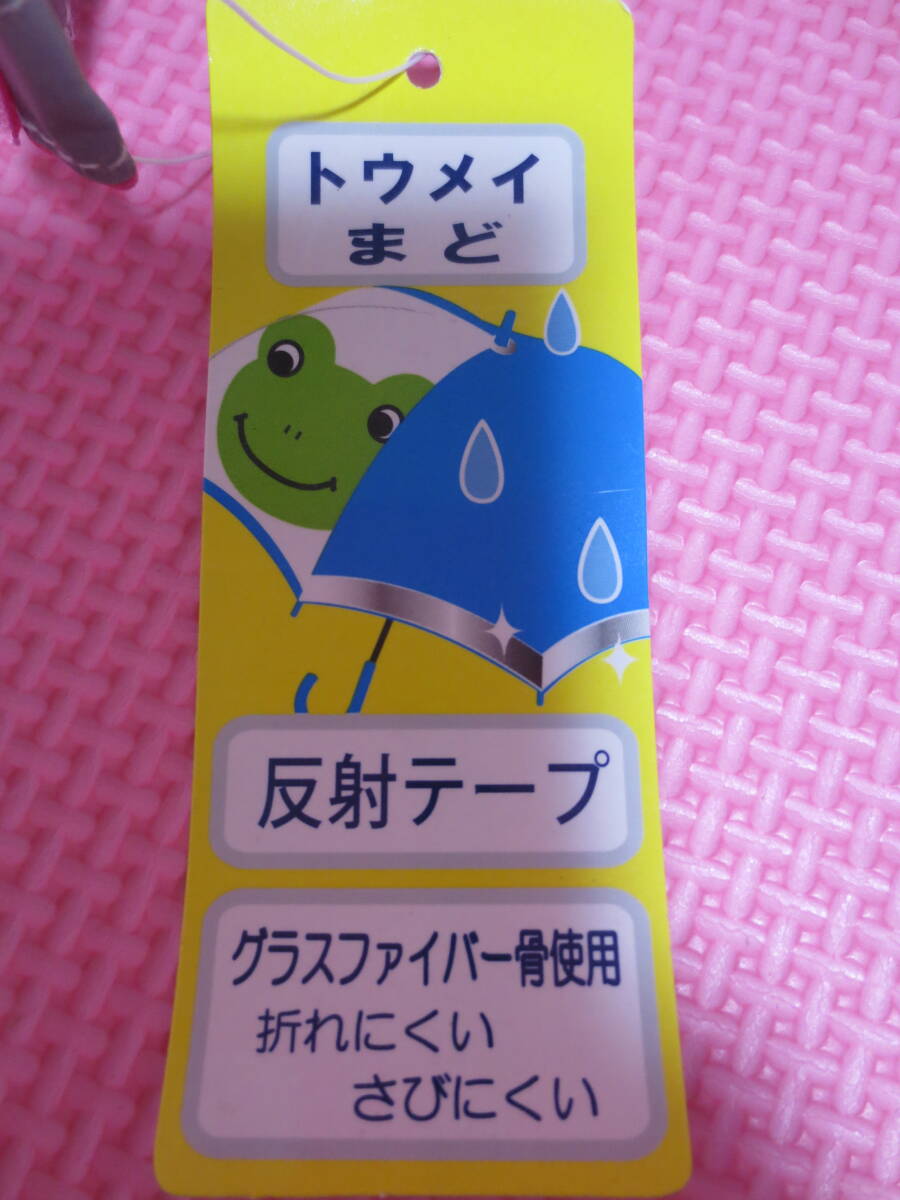 トウメイ
まど
反射テープ
グラスファイバー骨使用
折れにくい
さびにくい